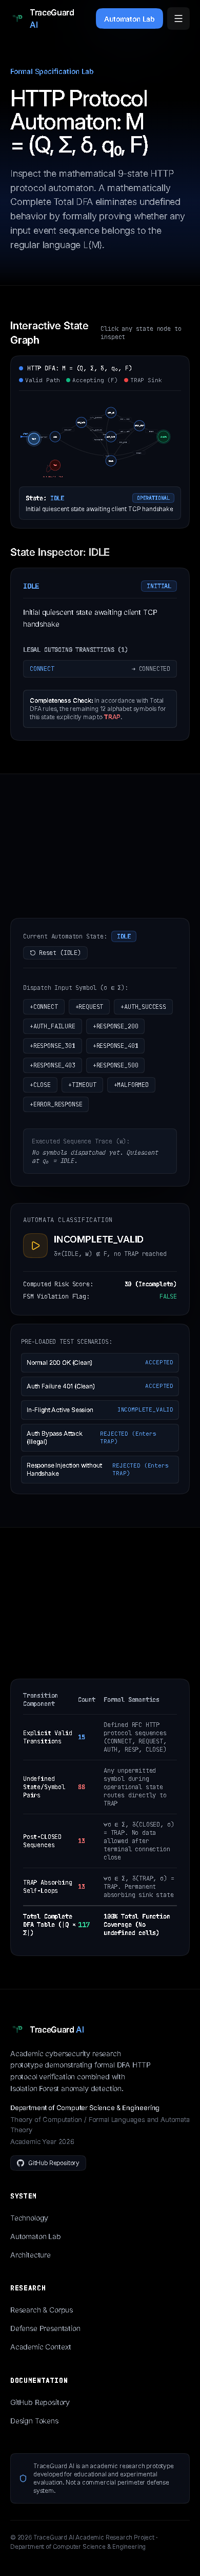 TraceGuard
AI
Automaton Lab
Formal Specification Lab
HTTP Protocol
Automaton: M
= (Q, Σ, δ, q₀, F)
Inspect the mathematical 9-state HTTP
protocol automaton. A mathematically
Complete Total DFA eliminates undefined
behavior by formally proving whether any
input event sequence belongs to the
regular language L(M).
Interactive State
Graph
Click any state node to
inspect
HTTP DFA: M = (Q, Σ, δ, q₀, F)
Valid Path
Accepting (F)
TRAP Sink
State: IDLE
OPERATIONAL
Initial quiescent state awaiting client TCP handshake
State Inspector: IDLE
IDLE
INITIAL
Initial quiescent state awaiting client TCP
handshake
LEGAL OUTGOING TRANSITIONS (1)
CONNECT
→ CONNECTED
Completeness Check: In accordance with Total
DFA rules, the remaining 12 alphabet symbols for
this state explicitly map to TRAP.
Current Automaton State: IDLE
Reset (IDLE)
Dispatch Input Symbol (σ ∈ Σ):
+CONNECT
+REQUEST
+AUTH_SUCCESS
+AUTH_FAILURE
+RESPONSE_200
+RESPONSE_301
+RESPONSE_401
+RESPONSE_403
+RESPONSE_500
+CLOSE
+TIMEOUT
+MALFORMED
+ERROR_RESPONSE
Executed Sequence Trace (w):
No symbols dispatched yet. Quiescent
at q₀ = IDLE.
AUTOMATA CLASSIFICATION
INCOMPLETE_VALID
δ*(IDLE, w) ∉ F, no TRAP reached
Computed Risk Score:
30 (Incomplete)
FSM Violation Flag:
FALSE
PRE-LOADED TEST SCENARIOS:
Normal 200 OK (Clean)
ACCEPTED
Auth Failure 401 (Clean)
ACCEPTED
In-Flight Active Session
INCOMPLETE_VALID
Auth Bypass Attack
(Illegal)
REJECTED (Enters
TRAP)
Response Injection without
Handshake
REJECTED (Enters
TRAP)
Transition
Component
Count
Formal Semantics
Explicit Valid
Transitions
15
Defined RFC HTTP
protocol sequences
(CONNECT, REQUEST,
AUTH, RESP, CLOSE)
Undefined
State/Symbol
Pairs
Any unpermitted
symbol during
operational state
routes directly to
TRAP
Post-CLOSED
Sequences
13
∀σ ∈ Σ, δ(CLOSED, σ)
= TRAP. No data
allowed after
terminal connection
close
TRAP Absorbing
Self-Loops
13
∀σ ∈ Σ, δ(TRAP, σ) =
TRAP. Permanent
absorbing sink state
Total Complete
DFA Table (|Q ×
Σ|)
117
100% Total Function
Coverage (No
undefined cells)
TraceGuard AI
Academic cybersecurity research
prototype demonstrating formal DFA HTTP
protocol verification combined with
Isolation Forest anomaly detection.
Department of Computer Science & Engineering
Theory of Computation / Formal Languages and Automata
Theory
Academic Year 2026
GitHub Repository
SYSTEM
Technology
Automaton Lab
Architecture
RESEARCH
Research & Corpus
Defense Presentation
Academic Context
DOCUMENTATION
GitHub Repository
Design Tokens
TraceGuard AI is an academic research prototype
developed for educational and experimental
evaluation. Not a commercial perimeter defense
system.
© 2026 TraceGuard AI Academic Research Project ·
Department of Computer Science & Engineering